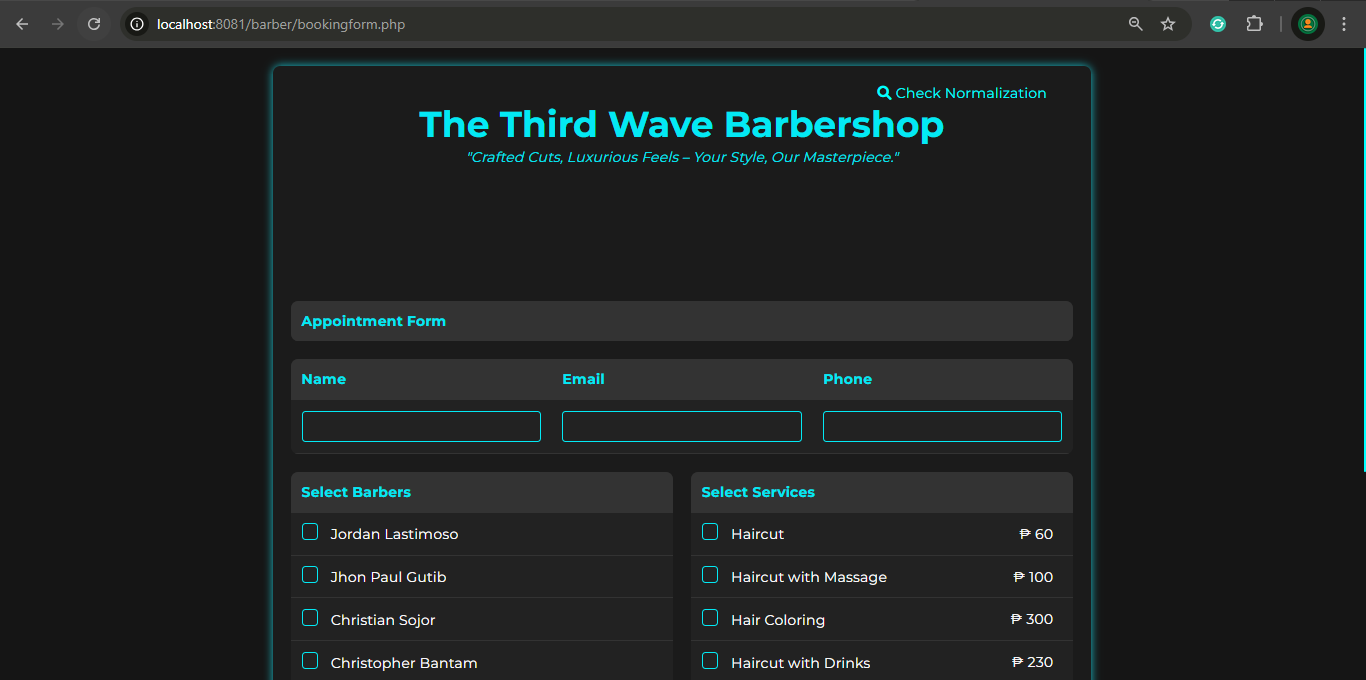 localhost:8081/barber/bookingform.php
Check Normalization
The Third Wave Barbershop
"Crafted Cuts, Luxurious Feels – Your Style, Our Masterpiece."
Appointment Form
Name Email Phone
Select Barbers Select Services
Jordan Lastimoso Haircut ₱ 60
Jhon Paul Gutib Haircut with Massage ₱ 100
Christian Sojor Hair Coloring ₱ 300
Christopher Bantam Haircut with Drinks ₱ 230